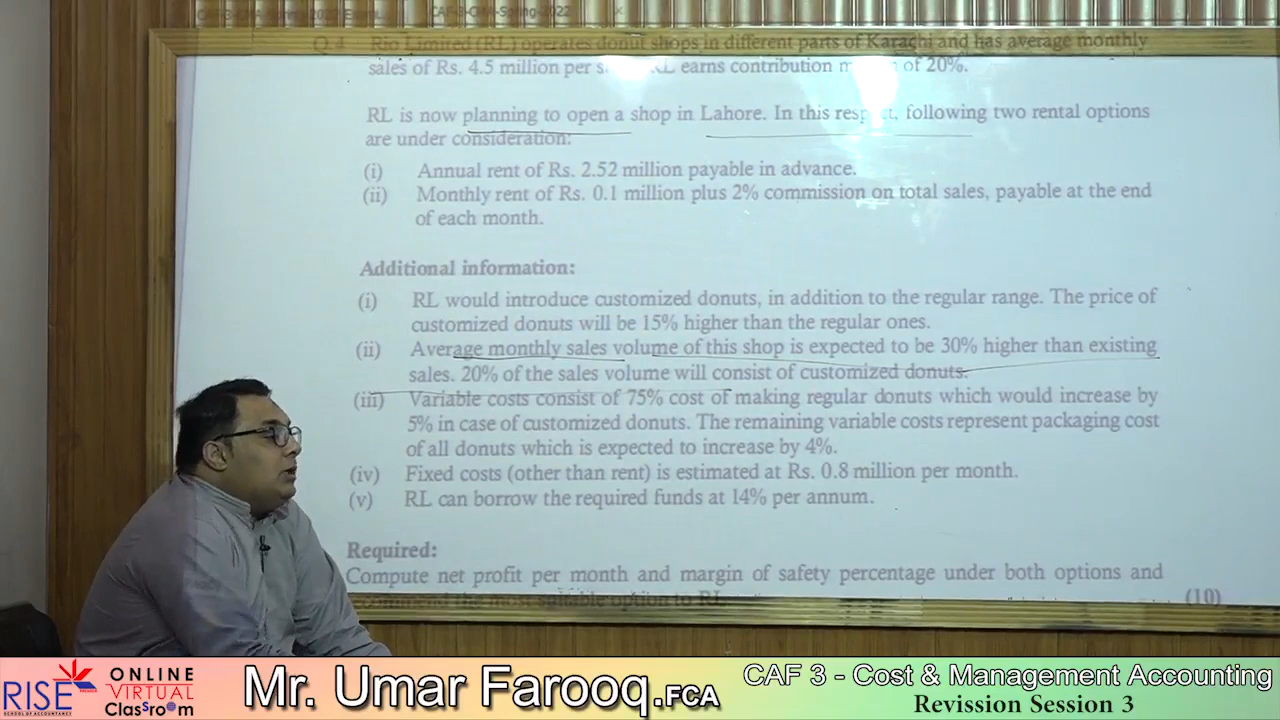 Q.4 Rio Limited (RL) operates donut shops in different parts of Karachi and has average monthly
sales of Rs. 4.5 million per RL earns contribution of 20%.
RL is now planning to open a shop in Lahore. In this following two rental options
are under consideration:
(i) Annual rent of Rs. 2.52 million payable in advance.
(ii) Monthly rent of Rs. 0.1 million plus 2% commission on total sales, payable at the end
of each month.
Additional information:
(i) RL would introduce customized donuts, in addition to the regular range. The price of
customized donuts will be 15% higher than the regular ones.
(ii) Average monthly sales volume of this shop is expected to be 30% higher than existing
sales. 20% of the sales volume will consist of customized donuts.
(iii) Variable costs consist of 75% cost of making regular donuts which would increase by
5% in case of customized donuts. The remaining variable costs represent packaging cost
of all donuts which is expected to increase by 4%.
(iv) Fixed costs (other than rent) is estimated at Rs. 0.8 million per month.
(v) RL can borrow the required funds at 14% per annum.
Required:
Compute net profit per month and margin of safety percentage under both options and
recommend the most suitable option to RL.
(10)
RISE
SCHOOL OF ACCOUNTANCY
ONLINE
VIRTUAL
ClasSro@m
Mr. Umar Farooq.FCA
CAF 3 - Cost & Management Accounting
Revission Session 3